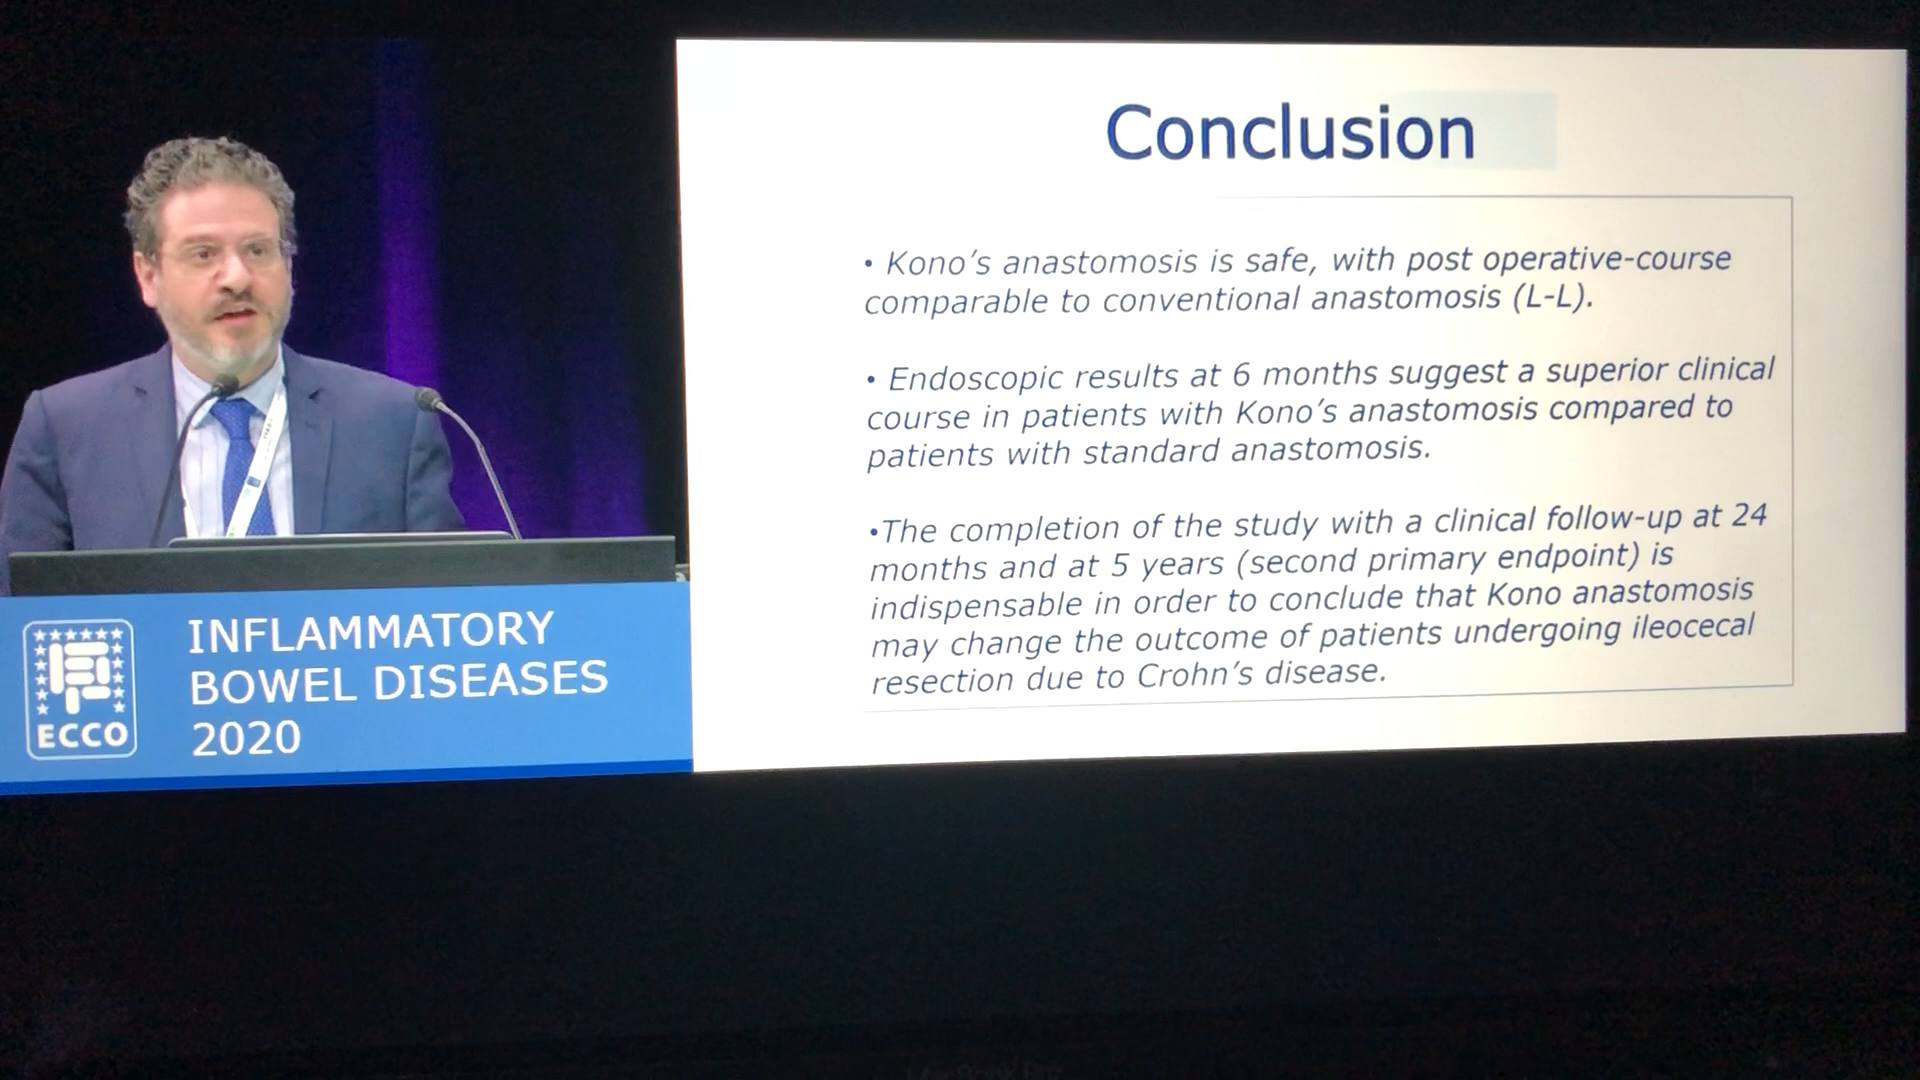 Conclusion
• Kono’s anastomosis is safe, with post operative-course
comparable to conventional anastomosis (L-L).
• Endoscopic results at 6 months suggest a superior clinical
course in patients with Kono’s anastomosis compared to
patients with standard anastomosis.
•The completion of the study with a clinical follow-up at 24
months and at 5 years (second primary endpoint) is
indispensable in order to conclude that Kono anastomosis
may change the outcome of patients undergoing ileocecal
resection due to Crohn’s disease.
ECCO
INFLAMMATORY
BOWEL DISEASES
2020